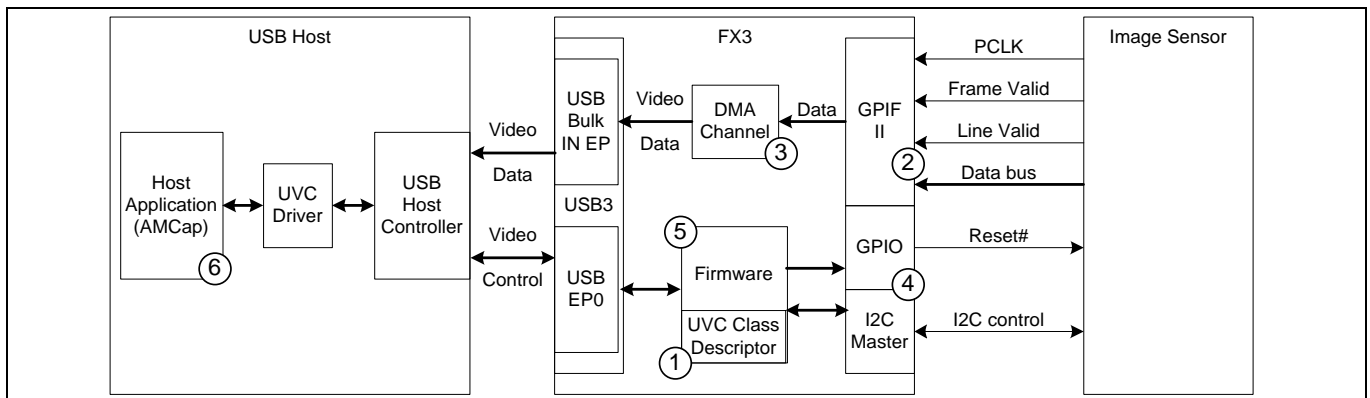 USB Host
FX3
Image Sensor
Host
Application
(AMCap)
6
UVC
Driver
USB
Host
Controller
Video
Data
Video
Control
USB
Bulk
IN EP
USB3
USB
EP0
Video
Data
DMA
Channel
3
Data
5
Firmware
UVC Class
Descriptor
1
GPIF
II
2
GPIO
4
I2C
Master
PCLK
Frame Valid
Line Valid
Data bus
Reset#
I2C control